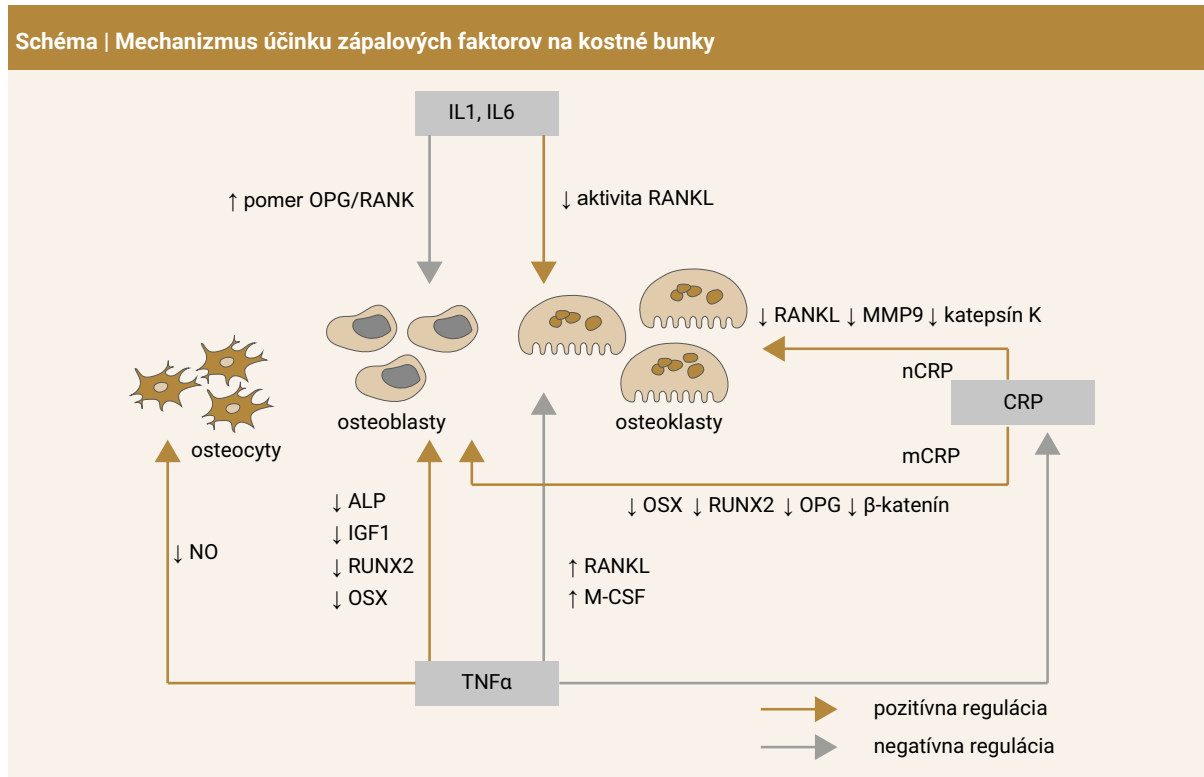 Schéma | Mechanizmus účinku zápalových faktorov na kostné bunky
IL1, IL6
↑ pomer OPG/RANK
↓ aktivita RANKL
↓ RANKL ↓ MMP9 ↓ katepsín K
nCRP
CRP
mCRP
osteoblasty
osteoklasty
osteocyty
↓ OSX ↓ RUNX2 ↓ OPG ↓ β-katenín
↓ ALP
↓ IGF1
↓ RUNX2
↓ OSX
↓ NO
↑ RANKL
↑ M-CSF
TNFα
pozitívna regulácia
negatívna regulácia